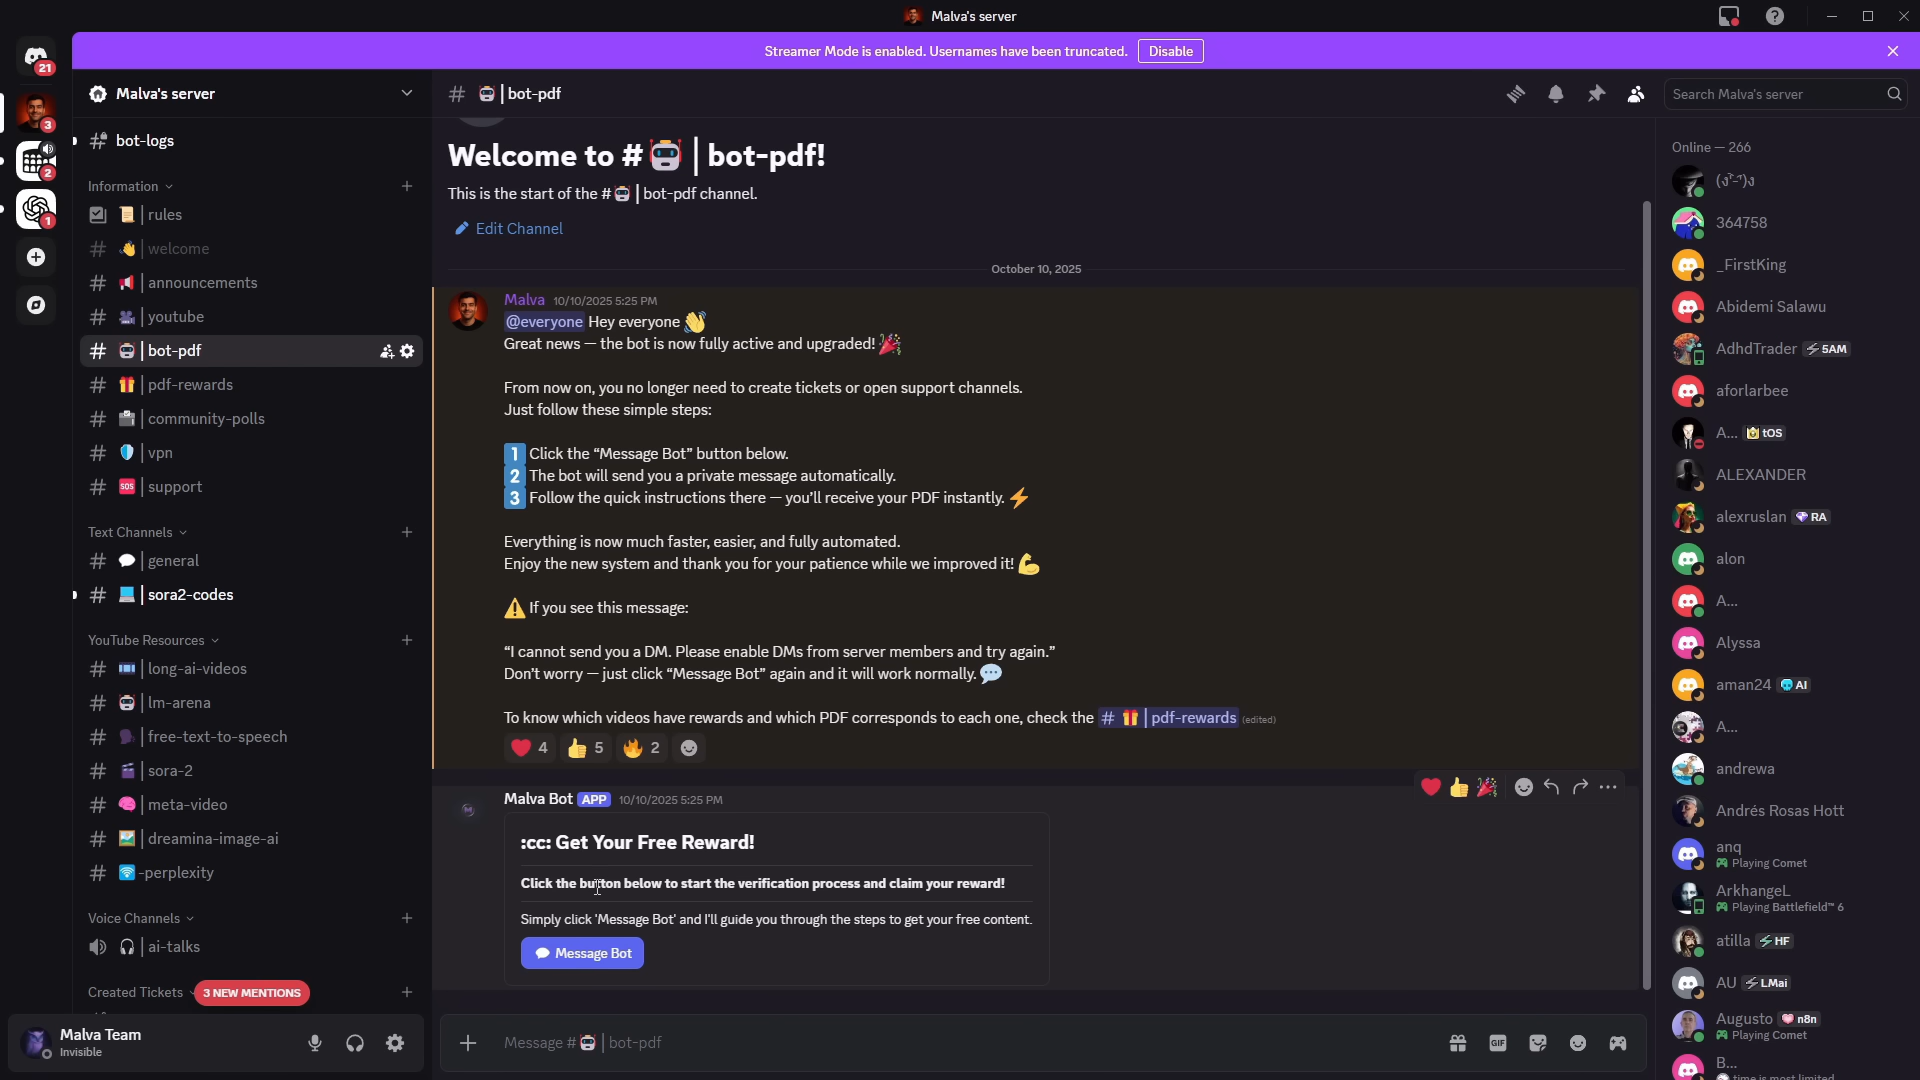 Malva's server
Streamer Mode is enabled. Usernames have been truncated. Disable
21
3
2
1
Malva's server
bot-logs
Information
rules
welcome
announcements
youtube
bot-pdf
pdf-rewards
community-polls
vpn
SOS support
Text Channels
general
sora2-codes
YouTube Resources
long-ai-videos
lm-arena
free-text-to-speech
sora-2
meta-video
dreamina-image-ai
-perplexity
Voice Channels
ai-talks
Created Tickets
3 NEW MENTIONS
Malva Team
Invisible
# | bot-pdf
Search Malva's server
Welcome to # | bot-pdf!
This is the start of the # | bot-pdf channel.
Edit Channel
October 10, 2025
Malva 10/10/2025 5:25 PM
@everyone Hey everyone 👋
Great news — the bot is now fully active and upgraded! 🎉
From now on, you no longer need to create tickets or open support channels.
Just follow these simple steps:
1 Click the “Message Bot” button below.
2 The bot will send you a private message automatically.
3 Follow the quick instructions there — you’ll receive your PDF instantly. ⚡
Everything is now much faster, easier, and fully automated.
Enjoy the new system and thank you for your patience while we improved it! 💪
⚠️ If you see this message:
“I cannot send you a DM. Please enable DMs from server members and try again.”
Don’t worry — just click “Message Bot” again and it will work normally. 💬
To know which videos have rewards and which PDF corresponds to each one, check the # 🎁 | pdf-rewards (edited)
❤️ 4 👍 5 🔥 2
Malva Bot APP 10/10/2025 5:25 PM
:cc: Get Your Free Reward!
Click the button below to start the verification process and claim your reward!
Simply click 'Message Bot' and I'll guide you through the steps to get your free content.
Message Bot
Message # | bot-pdf
GIF
Online — 266
(ง ͠ ᵕ ͠ )ง
364758
_FirstKing
Abidemi Salawu
AdhdTrader 5AM
aforlarbee
A... tOS
ALEXANDER
alexruslan RA
alon
A...
Alyssa
aman24 AI
A...
andrewa
Andrés Rosas Hott
anq
Playing Comet
ArkhangeL
Playing Battlefield™ 6
atilla HF
AU LMai
Augusto n8n
Playing Comet
B...
time is most limited